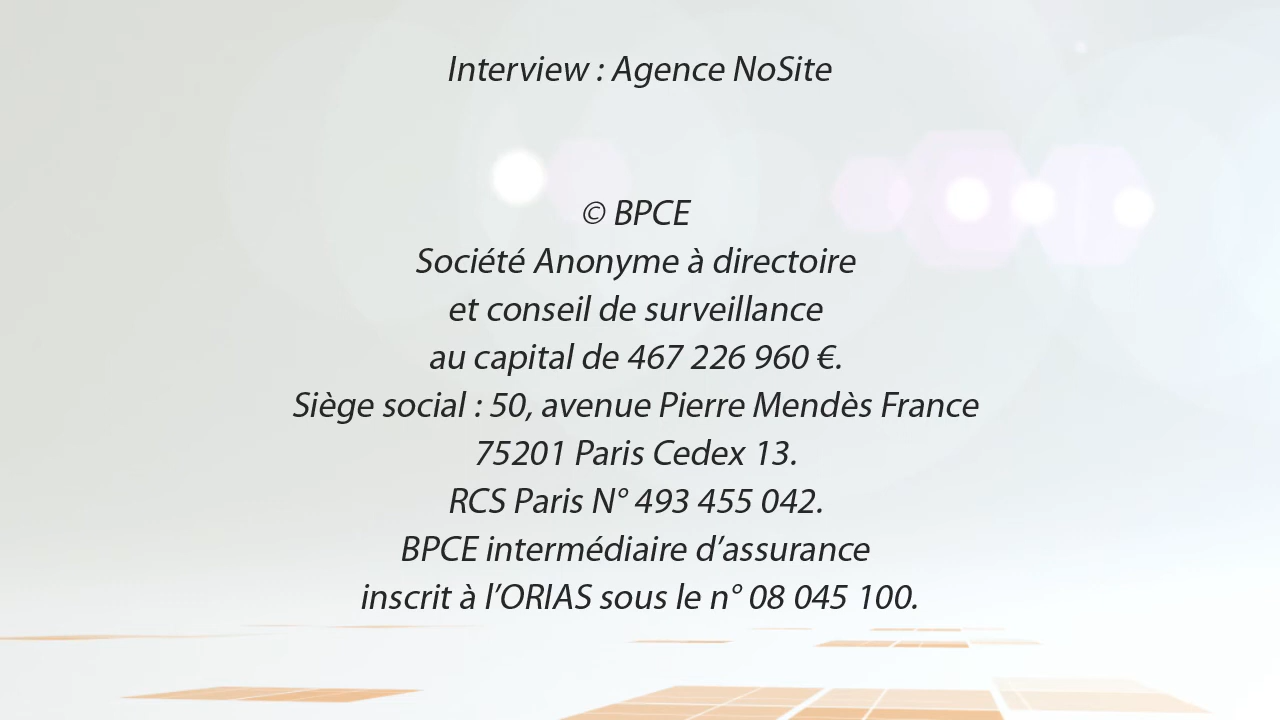 Interview : Agence NoSite
© BPCE
Société Anonyme à directoire
et conseil de surveillance
au capital de 467 226 960 €.
Siège social : 50, avenue Pierre Mendès France
75201 Paris Cedex 13.
RCS Paris N° 493 455 042.
BPCE intermédiaire d’assurance
inscrit à l’ORIAS sous le n° 08 045 100.